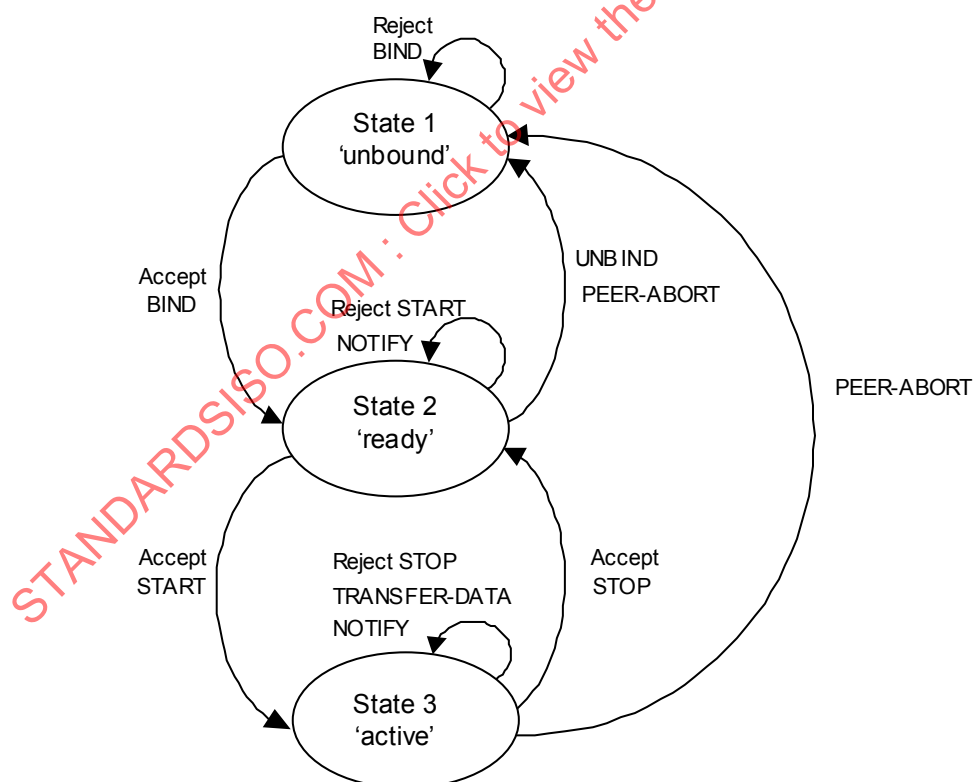 Reject
BIND
State 1
‘unbound’
UNBIND
PEER-ABORT
Accept
BIND
Reject START
NOTIFY
PEER-ABORT
State 2
‘ready’
Accept
START
Reject STOP
TRANSFER-DATA
NOTIFY
Accept
STOP
State 3
‘active’
STANDARDSISO.COM : Click to view the